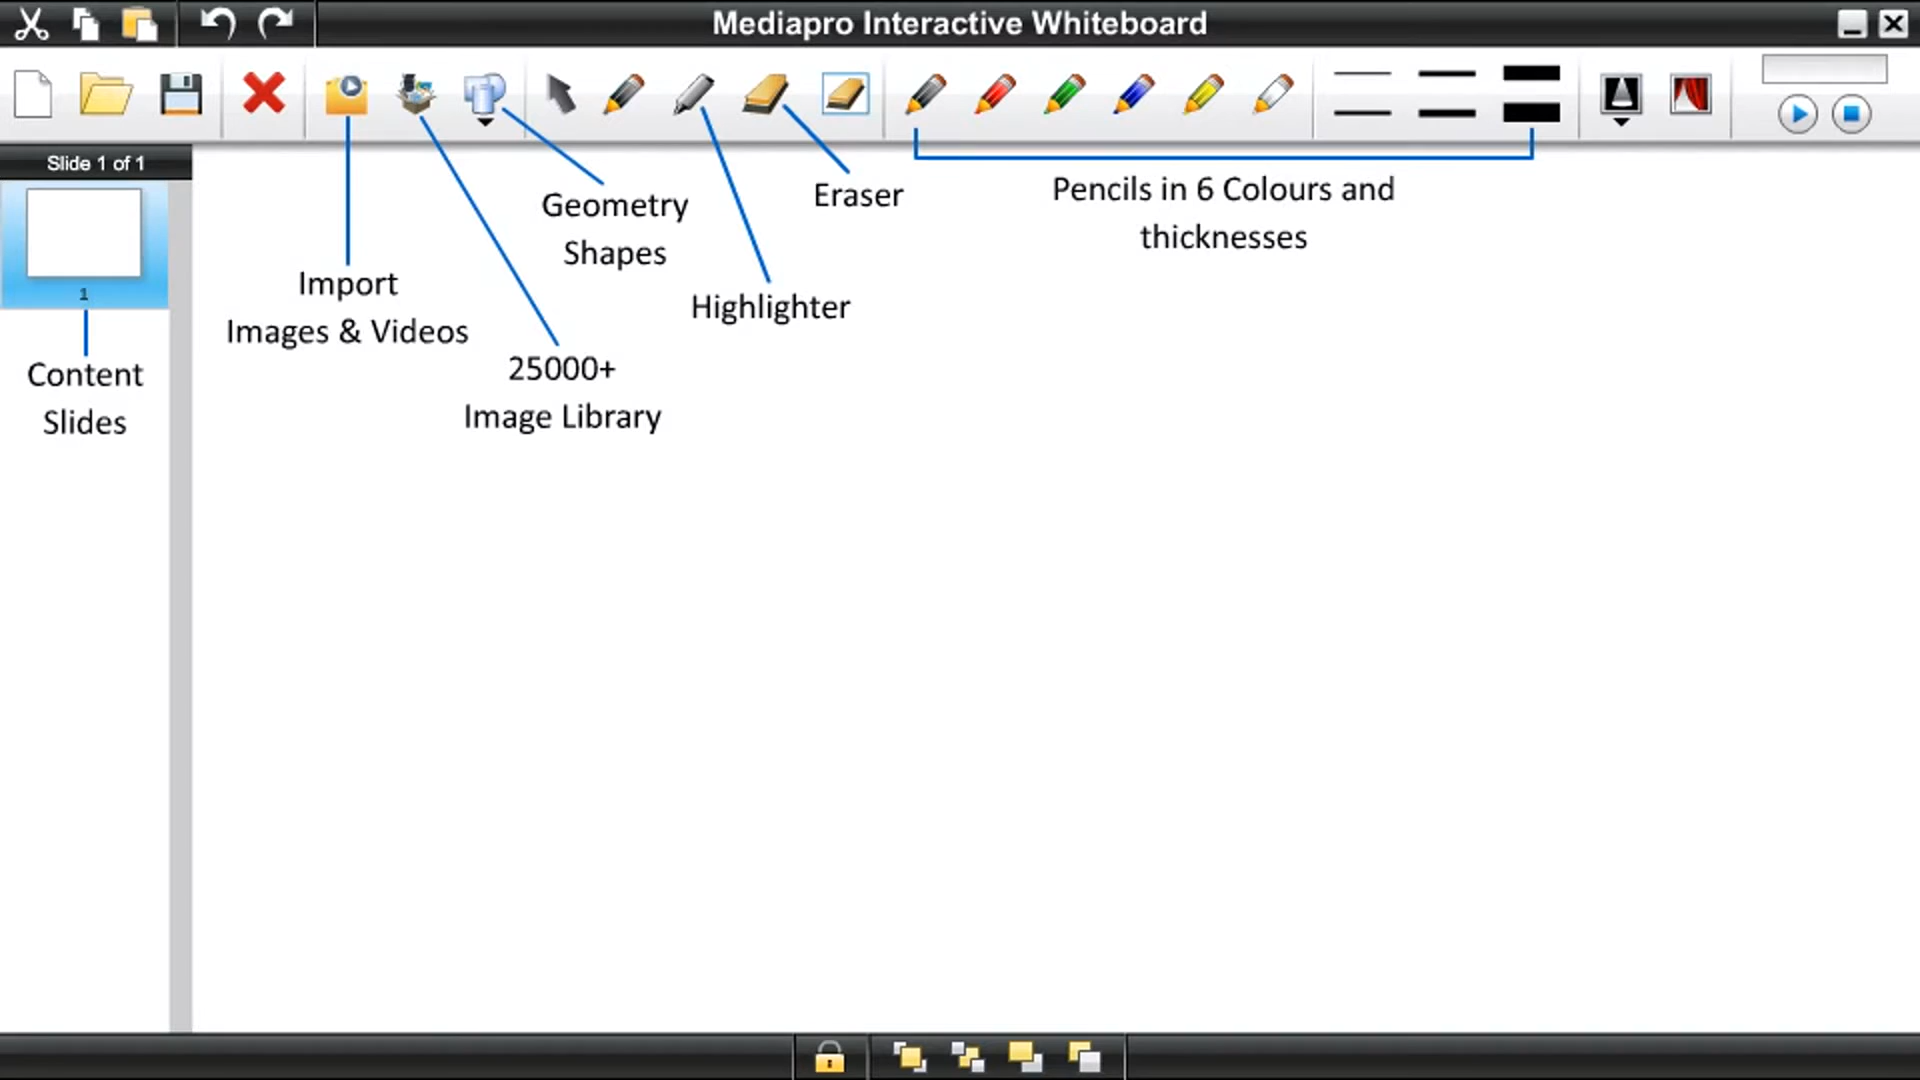 Mediapro Interactive Whiteboard
Slide 1 of 1
1
Content
Slides
Import
Images & Videos
25000+
Image Library
Geometry
Shapes
Highlighter
Eraser
Pencils in 6 Colours and
thicknesses